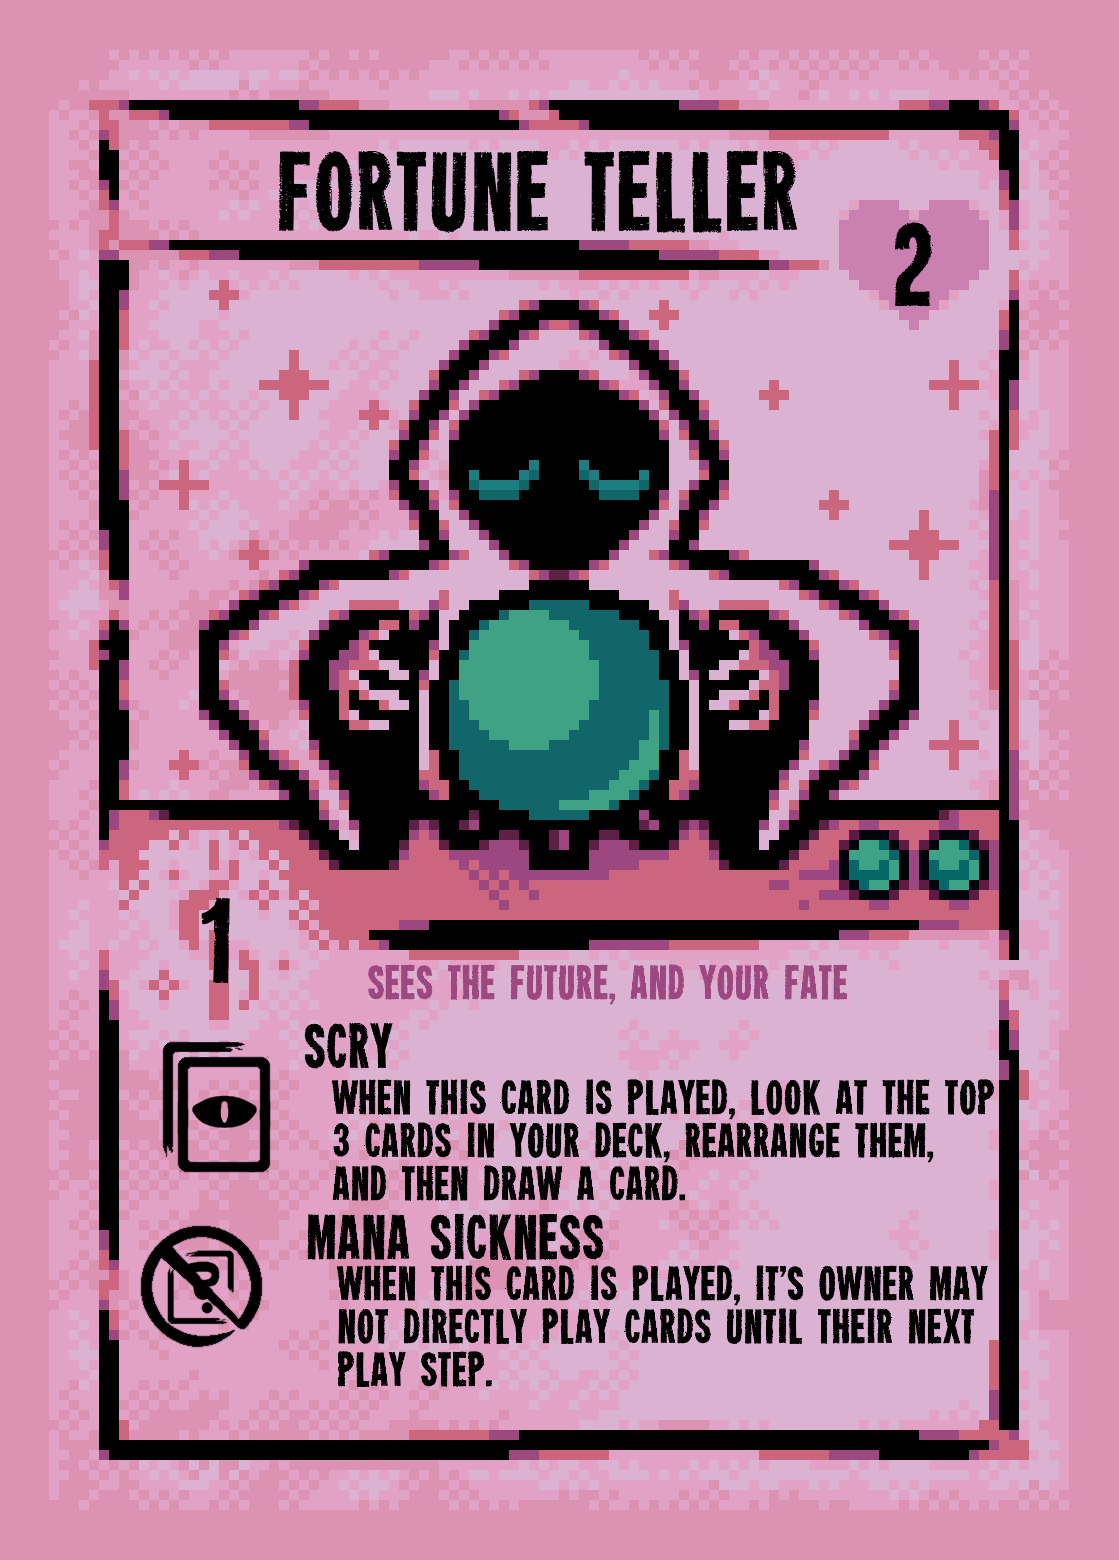 FORTUNE TELLER
2
1
SEES THE FUTURE, AND YOUR FATE
SCRY
WHEN THIS CARD IS PLAYED, LOOK AT THE TOP
3 CARDS IN YOUR DECK, REARRANGE THEM,
AND THEN DRAW A CARD.
MANA SICKNESS
?
WHEN THIS CARD IS PLAYED, IT'S OWNER MAY
NOT DIRECTLY PLAY CARDS UNTIL THEIR NEXT
PLAY STEP.